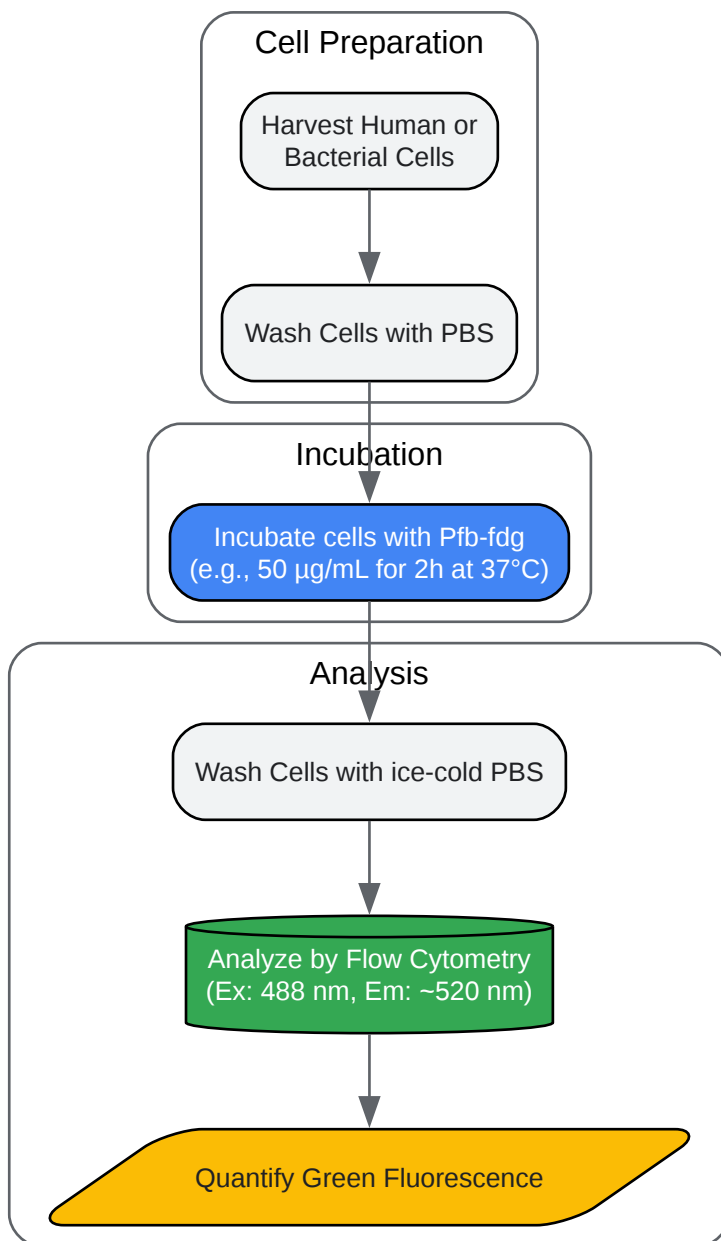 Cell Preparation
Harvest Human or
Bacterial Cells
Wash Cells with PBS
Incubation
Incubate cells with Pfb-fdg
(e.g., 50 µg/mL for 2h at 37°C)
Analysis
Wash Cells with ice-cold PBS
Analyze by Flow Cytometry
(Ex: 488 nm, Em: ~520 nm)
Quantify Green Fluorescence